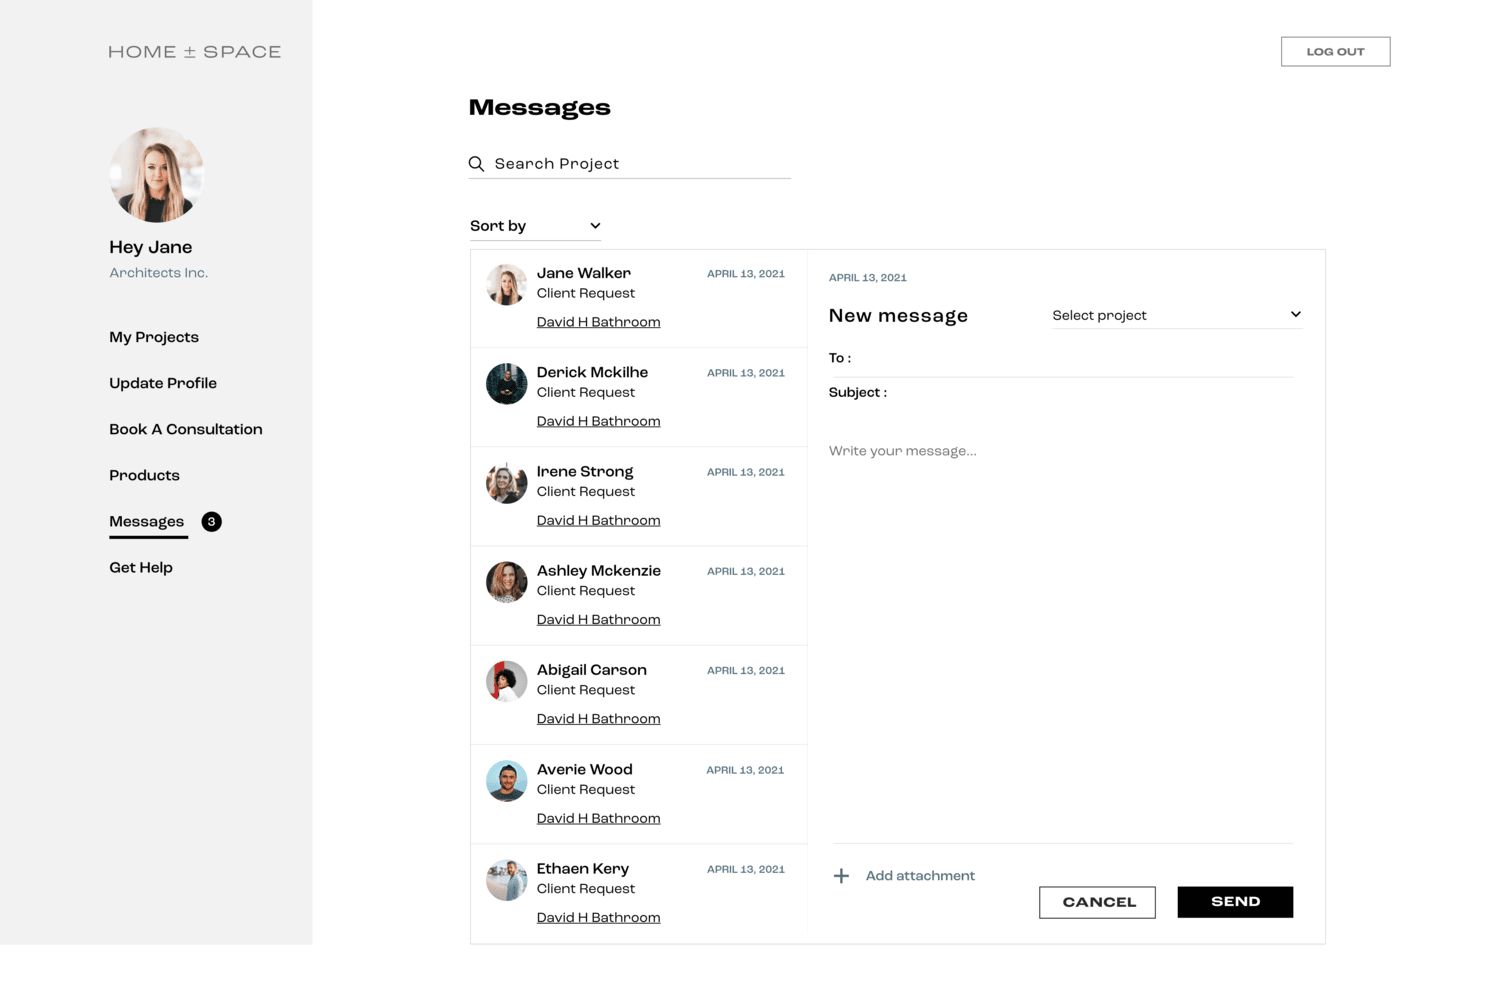 HOME ± SPACE
LOG OUT
Hey Jane
Architects Inc.
My Projects
Update Profile
Book A Consultation
Products
Messages 3
Get Help
Messages
Search Project
Sort by
Jane Walker APRIL 13, 2021
Client Request
David H Bathroom
Derick Mckilhe APRIL 13, 2021
Client Request
David H Bathroom
Irene Strong APRIL 13, 2021
Client Request
David H Bathroom
Ashley Mckenzie APRIL 13, 2021
Client Request
David H Bathroom
Abigail Carson APRIL 13, 2021
Client Request
David H Bathroom
Averie Wood APRIL 13, 2021
Client Request
David H Bathroom
Ethaen Kery APRIL 13, 2021
Client Request
David H Bathroom
APRIL 13, 2021
New message Select project
To :
Subject :
Write your message...
+ Add attachment
CANCEL SEND